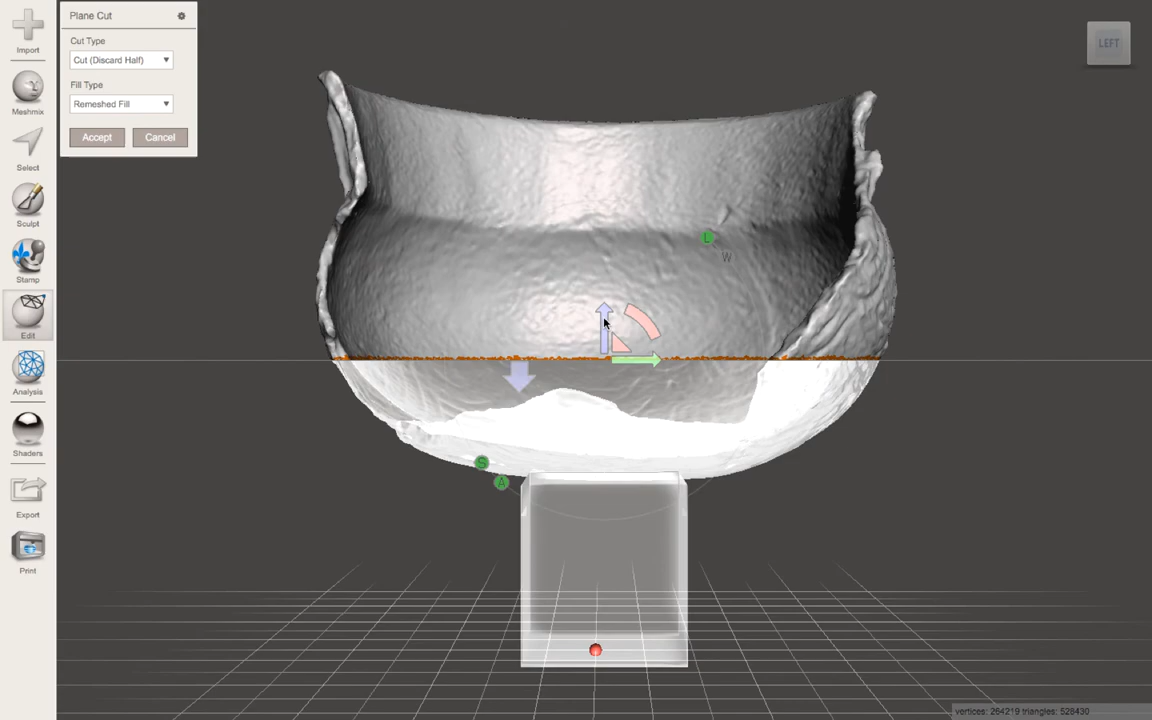 Import
Meshmix
Select
Sculpt
Stamp
Edit
Analysis
Shaders
Export
Print
Plane Cut
Cut Type
Cut (Discard Half)
Fill Type
Remeshed Fill
Accept
Cancel
LEFT
L
W
S
A
vertices: 264219 triangles: 528430